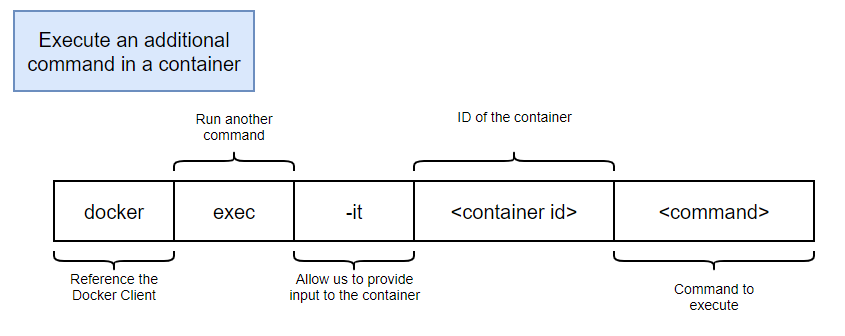 Execute an additional
command in a container
Run another
command
ID of the container
docker
exec
-it
<container id>
<command>
Reference the
Docker Client
Allow us to provide
input to the container
Command to
execute